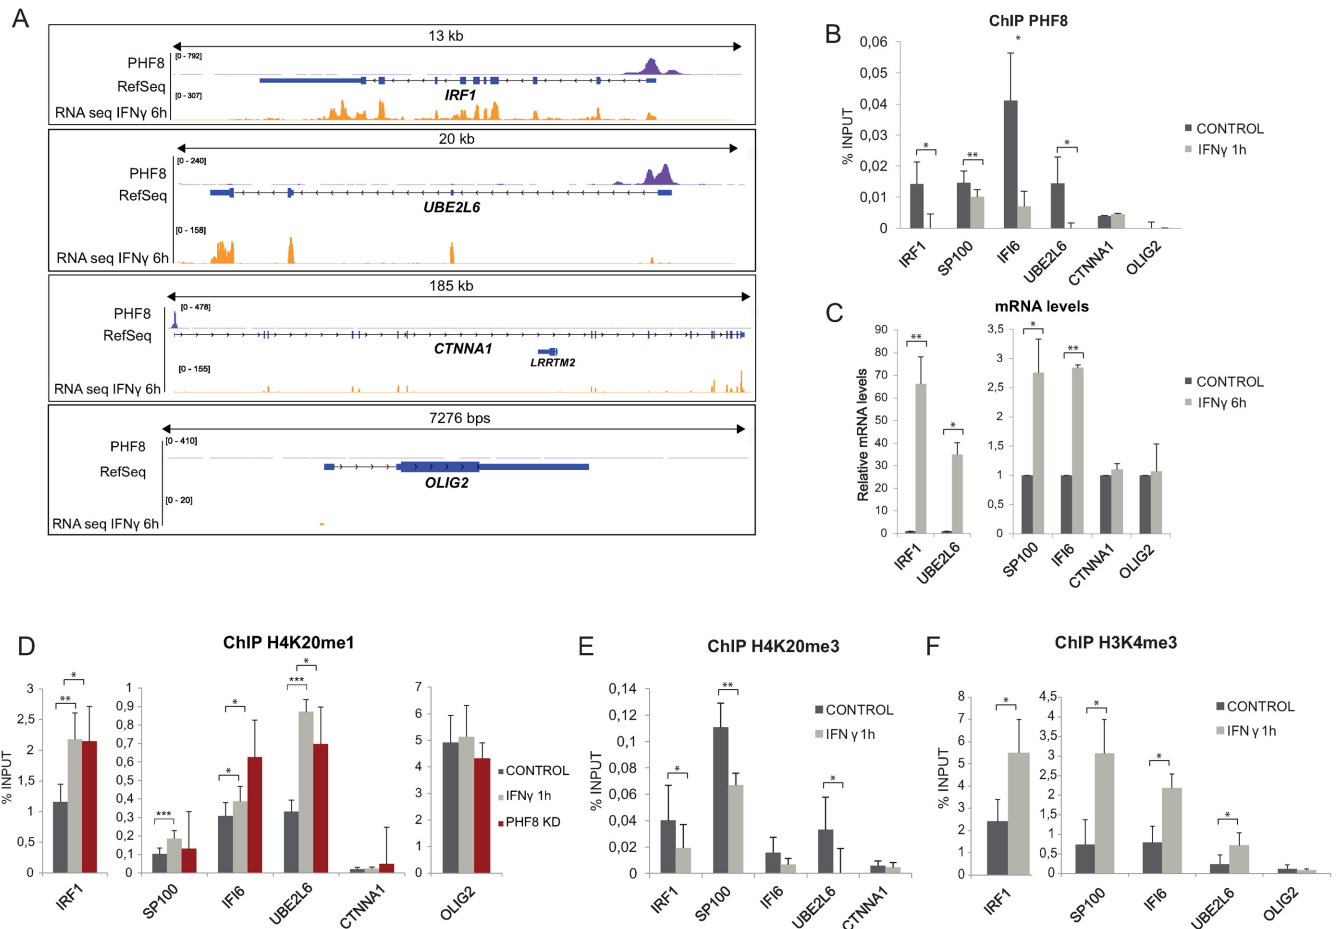 A
13 kb
PHF8
[0 - 792]
RefSeq
IRF1
[0 - 307]
RNA seq IFNγ 6h
20 kb
PHF8
[0 - 240]
RefSeq
UBE2L6
[0 - 158]
RNA seq IFNγ 6h
185 kb
PHF8
[0 - 478]
RefSeq
CTNNA1
LRRTM2
[0 - 155]
RNA seq IFNγ 6h
7276 bps
PHF8
[0 - 410]
RefSeq
OLIG2
[0 - 20]
RNA seq IFNγ 6h
B
ChIP PHF8
% INPUT
0,06
0,05
0,04
0,03
0,02
0,01
0,0
*
**
*
*
IRF1
SP100
IFI6
UBE2L6
CTNNA1
OLIG2
CONTROL
IFNγ 1h
C
mRNA levels
Relative mRNA levels
90
80
70
60
50
40
30
20
10
0
**
*
IRF1
UBE2L6
3,5
3
2,5
2
1,5
1
0,5
0
*
**
SP100
IFI6
CTNNA1
OLIG2
CONTROL
IFNγ 6h
D
ChIP H4K20me1
% INPUT
3
2,5
2
1,5
1
0,5
0
*
**
IRF1
1
0,9
0,8
0,7
0,6
0,5
0,4
0,3
0,2
0,1
0
***
*
*
***
*
SP100
IFI6
UBE2L6
CTNNA1
7
6
5
4
3
2
1
0
OLIG2
CONTROL
IFNγ 1h
PHF8 KD
E
ChIP H4K20me3
% INPUT
0,14
0,12
0,08
0,06
0,04
0,02
0
*
**
*
IRF1
SP100
IFI6
UBE2L6
CTNNA1
CONTROL
IFN γ 1h
F
ChIP H3K4me3
% INPUT
8
7
6
5
4
3
2
1
0
*
IRF1
4,5
4
3,5
3
2,5
2
1,5
1
0,5
0
*
*
*
SP100
IFI6
UBE2L6
OLIG2
CONTROL
IFN γ 1h